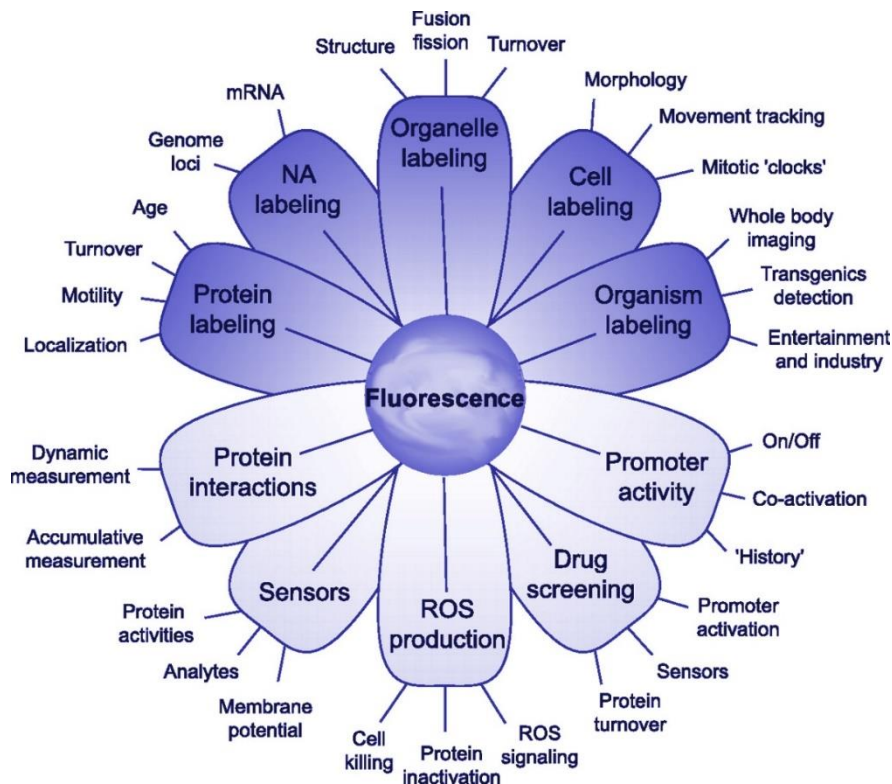 Fusion
fission
Structure
Turnover
Organelle
labeling
Morphology
Movement tracking
Mitotic 'clocks'
Cell
labeling
Whole body
imaging
Transgenics
detection
Entertainment
and industry
Organism
labeling
On/Off
Co-activation
'History'
Promoter
activity
Promoter
activation
Sensors
Protein
turnover
Drug
screening
ROS
signaling
Protein
inactivation
Cell
killing
ROS
production
Membrane
potential
Analytes
Protein
activities
Sensors
Accumulative
measurement
Dynamic
measurement
Protein
interactions
Localization
Motility
Turnover
Age
Protein
labeling
Genome
loci
mRNA
NA
labeling
Fluorescence